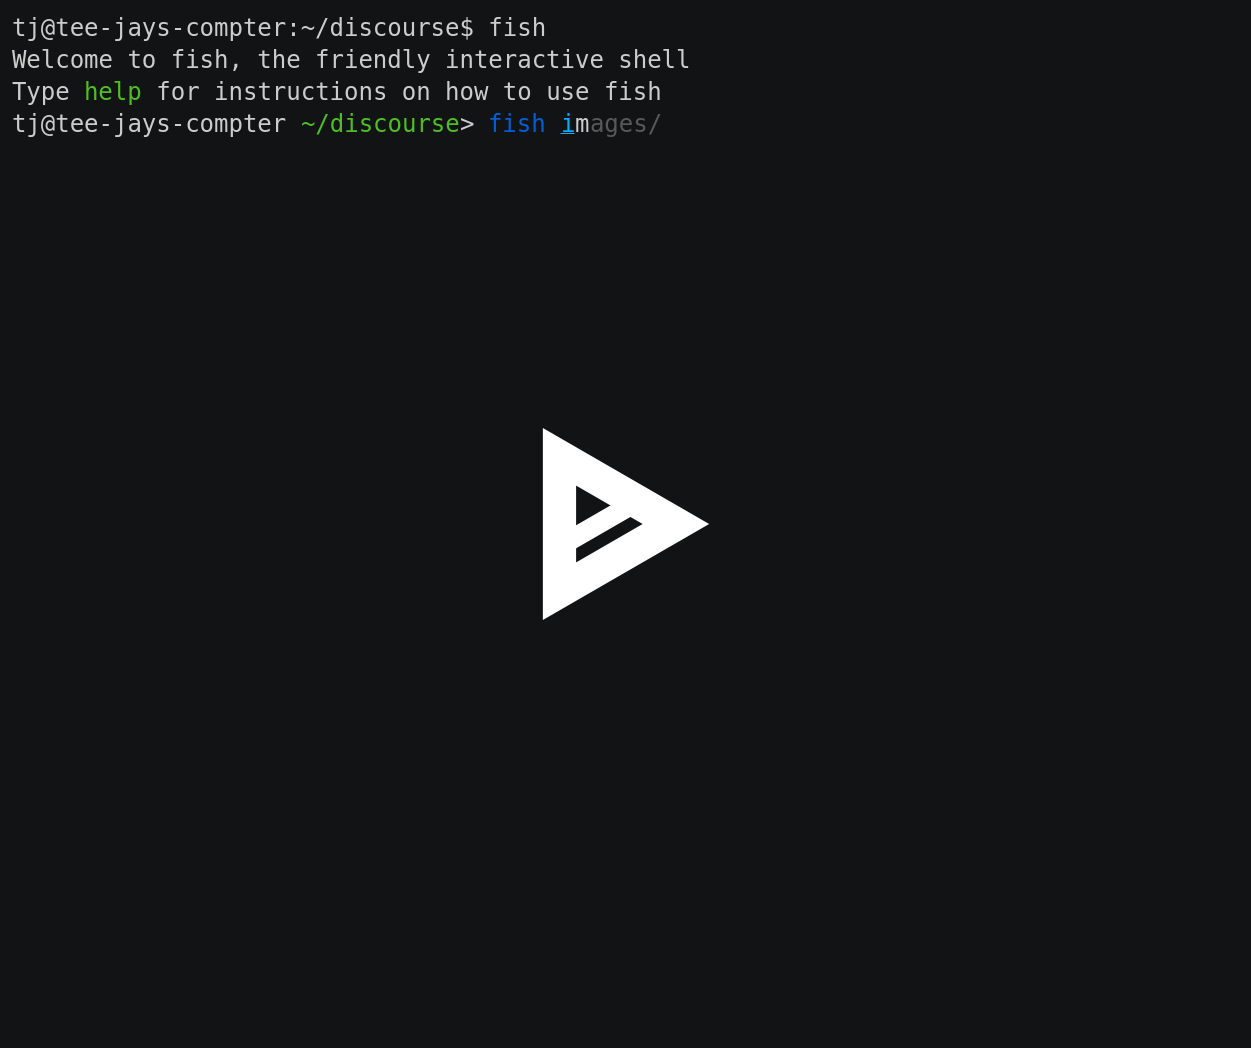 tj@tee-jays-compter:~/discourse$ fish
Welcome to fish, the friendly interactive shell
Type help for instructions on how to use fish
tj@tee-jays-compter ~/discourse> fish images/